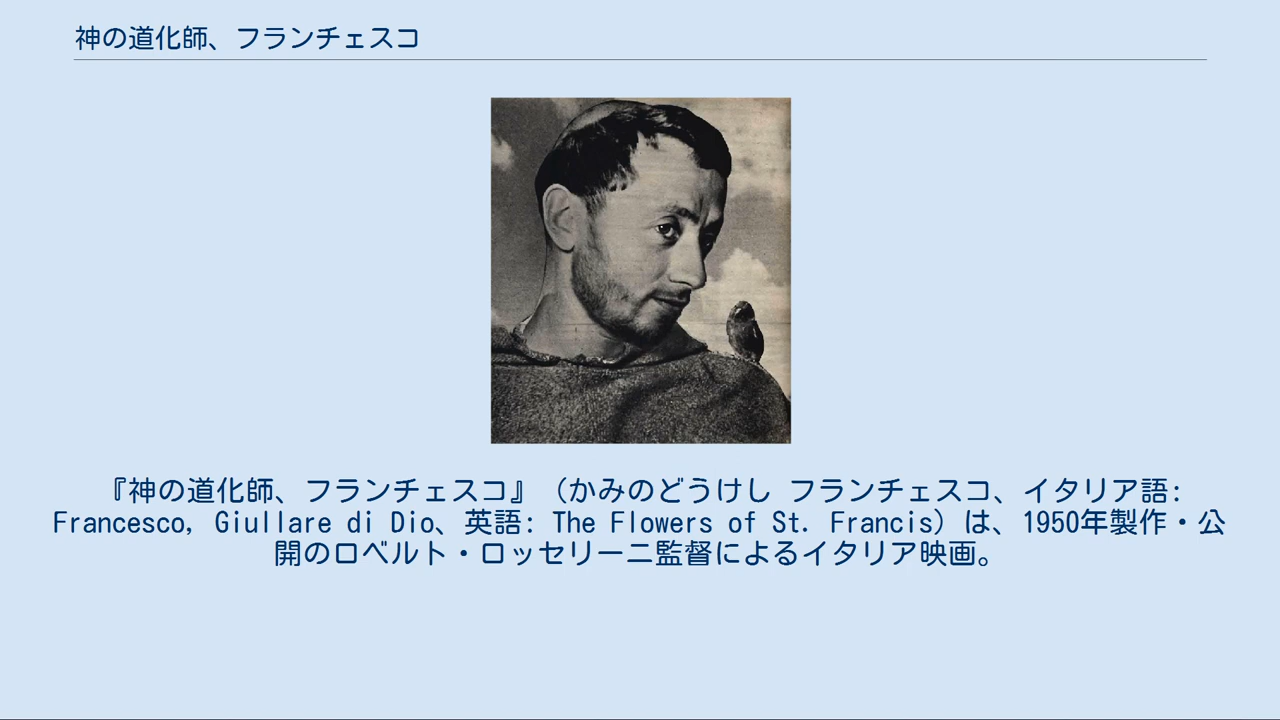 神の道化師、フランチェスコ
『神の道化師、フランチェスコ』（かみのどうけし フランチェスコ、イタリア語:
Francesco, Giullare di Dio、英語: The Flowers of St. Francis）は、1950年製作・公
開のロベルト・ロッセリーニ監督によるイタリア映画。